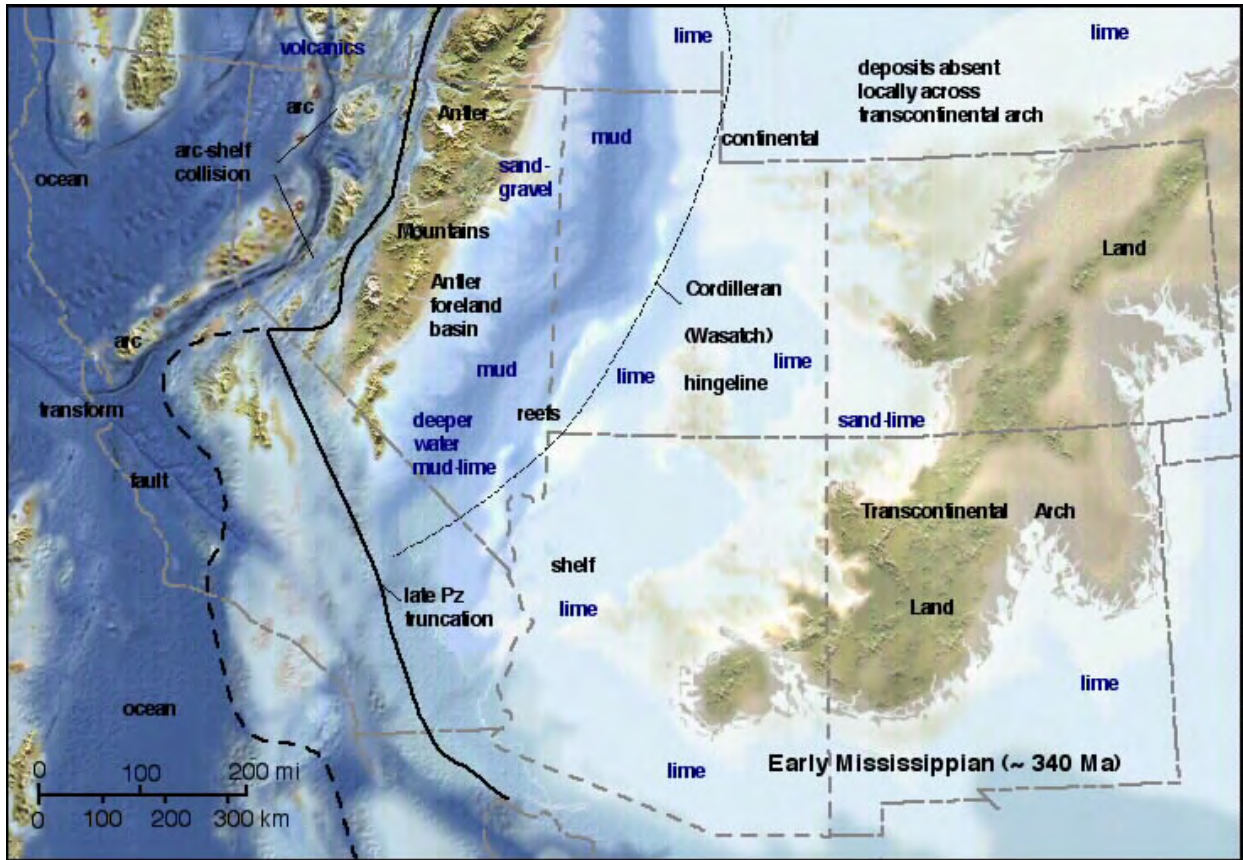 lime
lime
volcanics
deposits absent
locally across
transcontinental arch
arc
Antler
mud
continental
arc-shelf
collision
ocean
sand-
gravel
Mountains
Land
Antler
foreland
basin
Cordilleran
(Wasatch)
hingeline
arc
mud
lime
lime
transform
reefs
sand-lime
deeper
water
mud-lime
fault
Transcontinental Arch
shelf
late Pz
truncation
lime
Land
lime
ocean
lime
Early Mississippian (~ 340 Ma)
0 100 200 mi
0 100 200 300 km